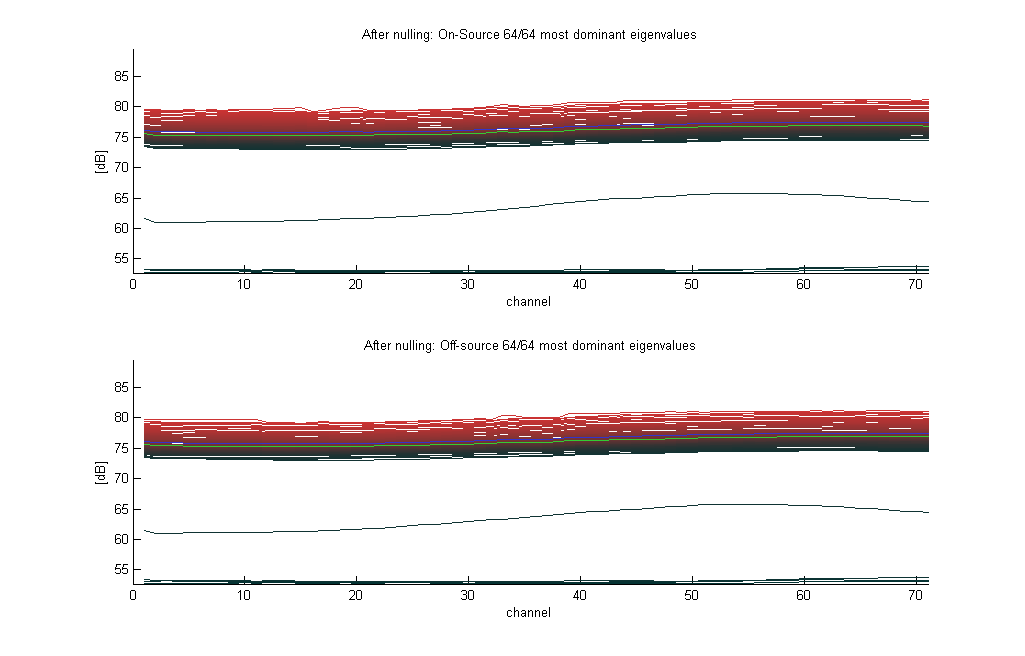 After nulling: On-Source 64/64 most dominant eigenvalues
85
80
75
70
65
60
55
[dB]
0 10 20 30 40 50 60 70
channel
After nulling: Off-source 64/64 most dominant eigenvalues
85
80
75
70
65
60
55
[dB]
0 10 20 30 40 50 60 70
channel